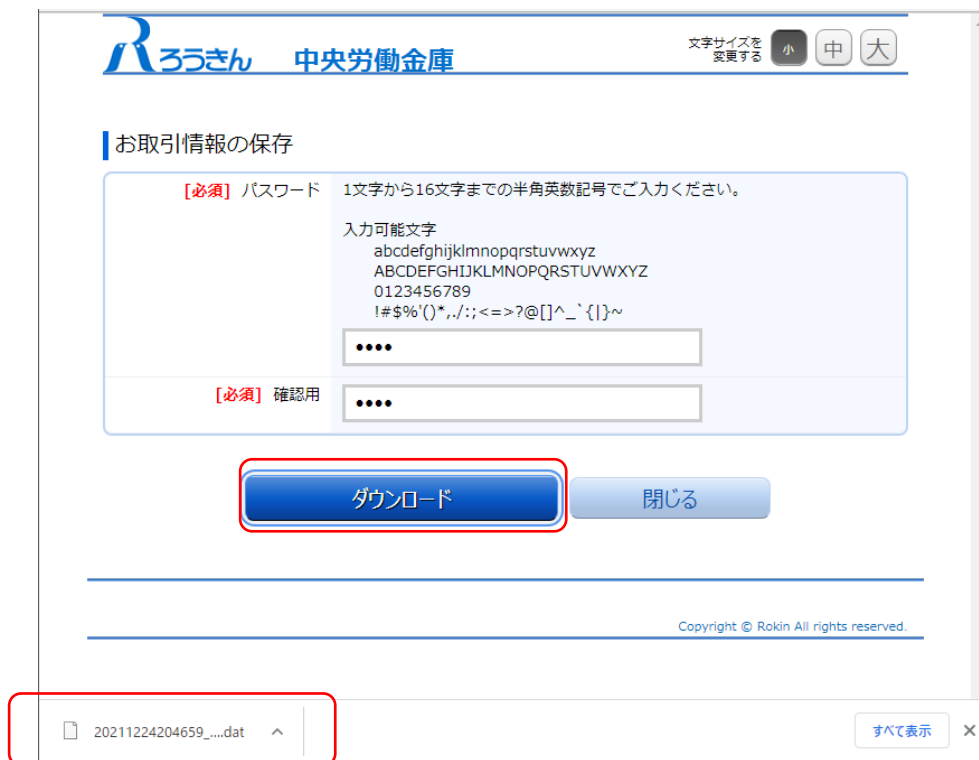 ろうきん 中央労働金庫
文字サイズを
変更する
小 中 大
お取引情報の保存
[必須] パスワード 1文字から16文字までの半角英数記号でご入力ください。
入力可能文字
abcdefghijklmnopqrstuvwxyz
ABCDEFGHIJKLMNOPQRSTUVWXYZ
0123456789
!#$%'()*,./:;<=>?@[]^_`{|}~
••••
[必須] 確認用
••••
ダウンロード 閉じる
Copyright © Rokin All rights reserved.
20211224204659_....dat
すべて表示